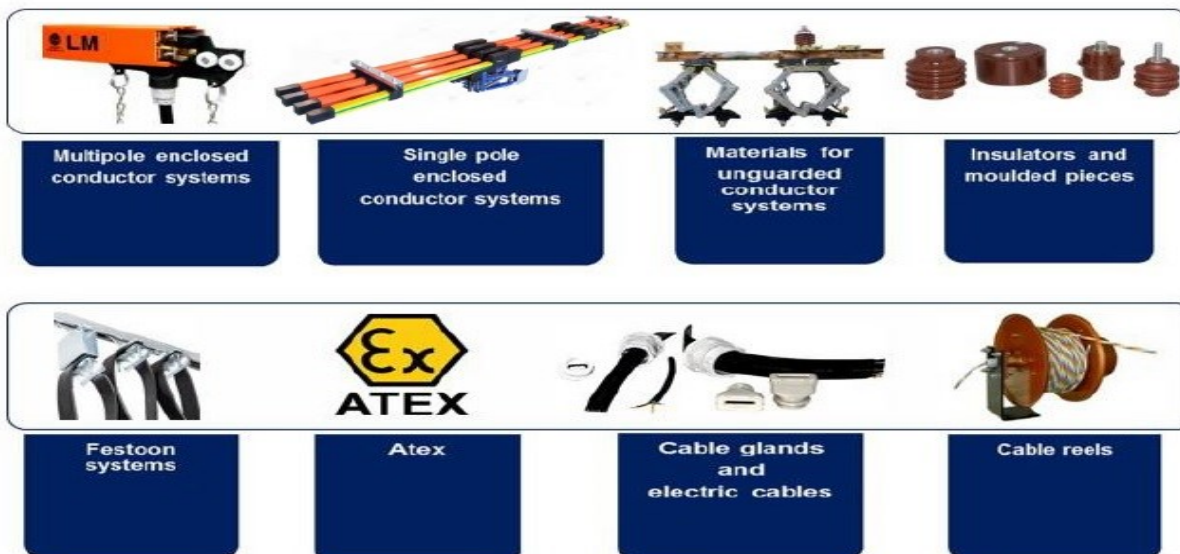 LM
Multipole enclosed
conductor systems
Single pole
enclosed
conductor systems
Materials for
unguarded
conductor
systems
Insulators and
moulded pieces
Ex
ATEX
Festoon
systems
Atex
Cable glands
and
electric cables
Cable reels